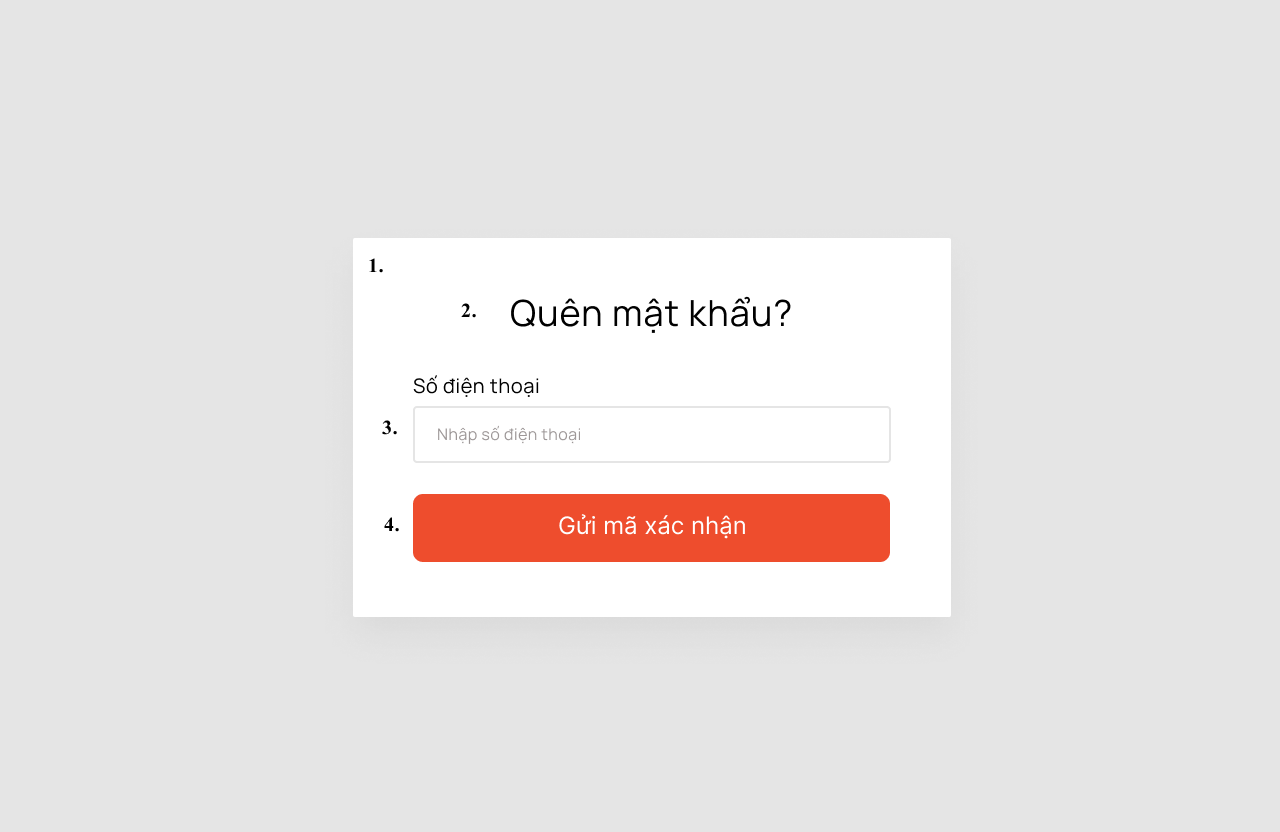 1.
2. Quên mật khẩu?
Số điện thoại
3. Nhập số điện thoại
4. Gửi mã xác nhận